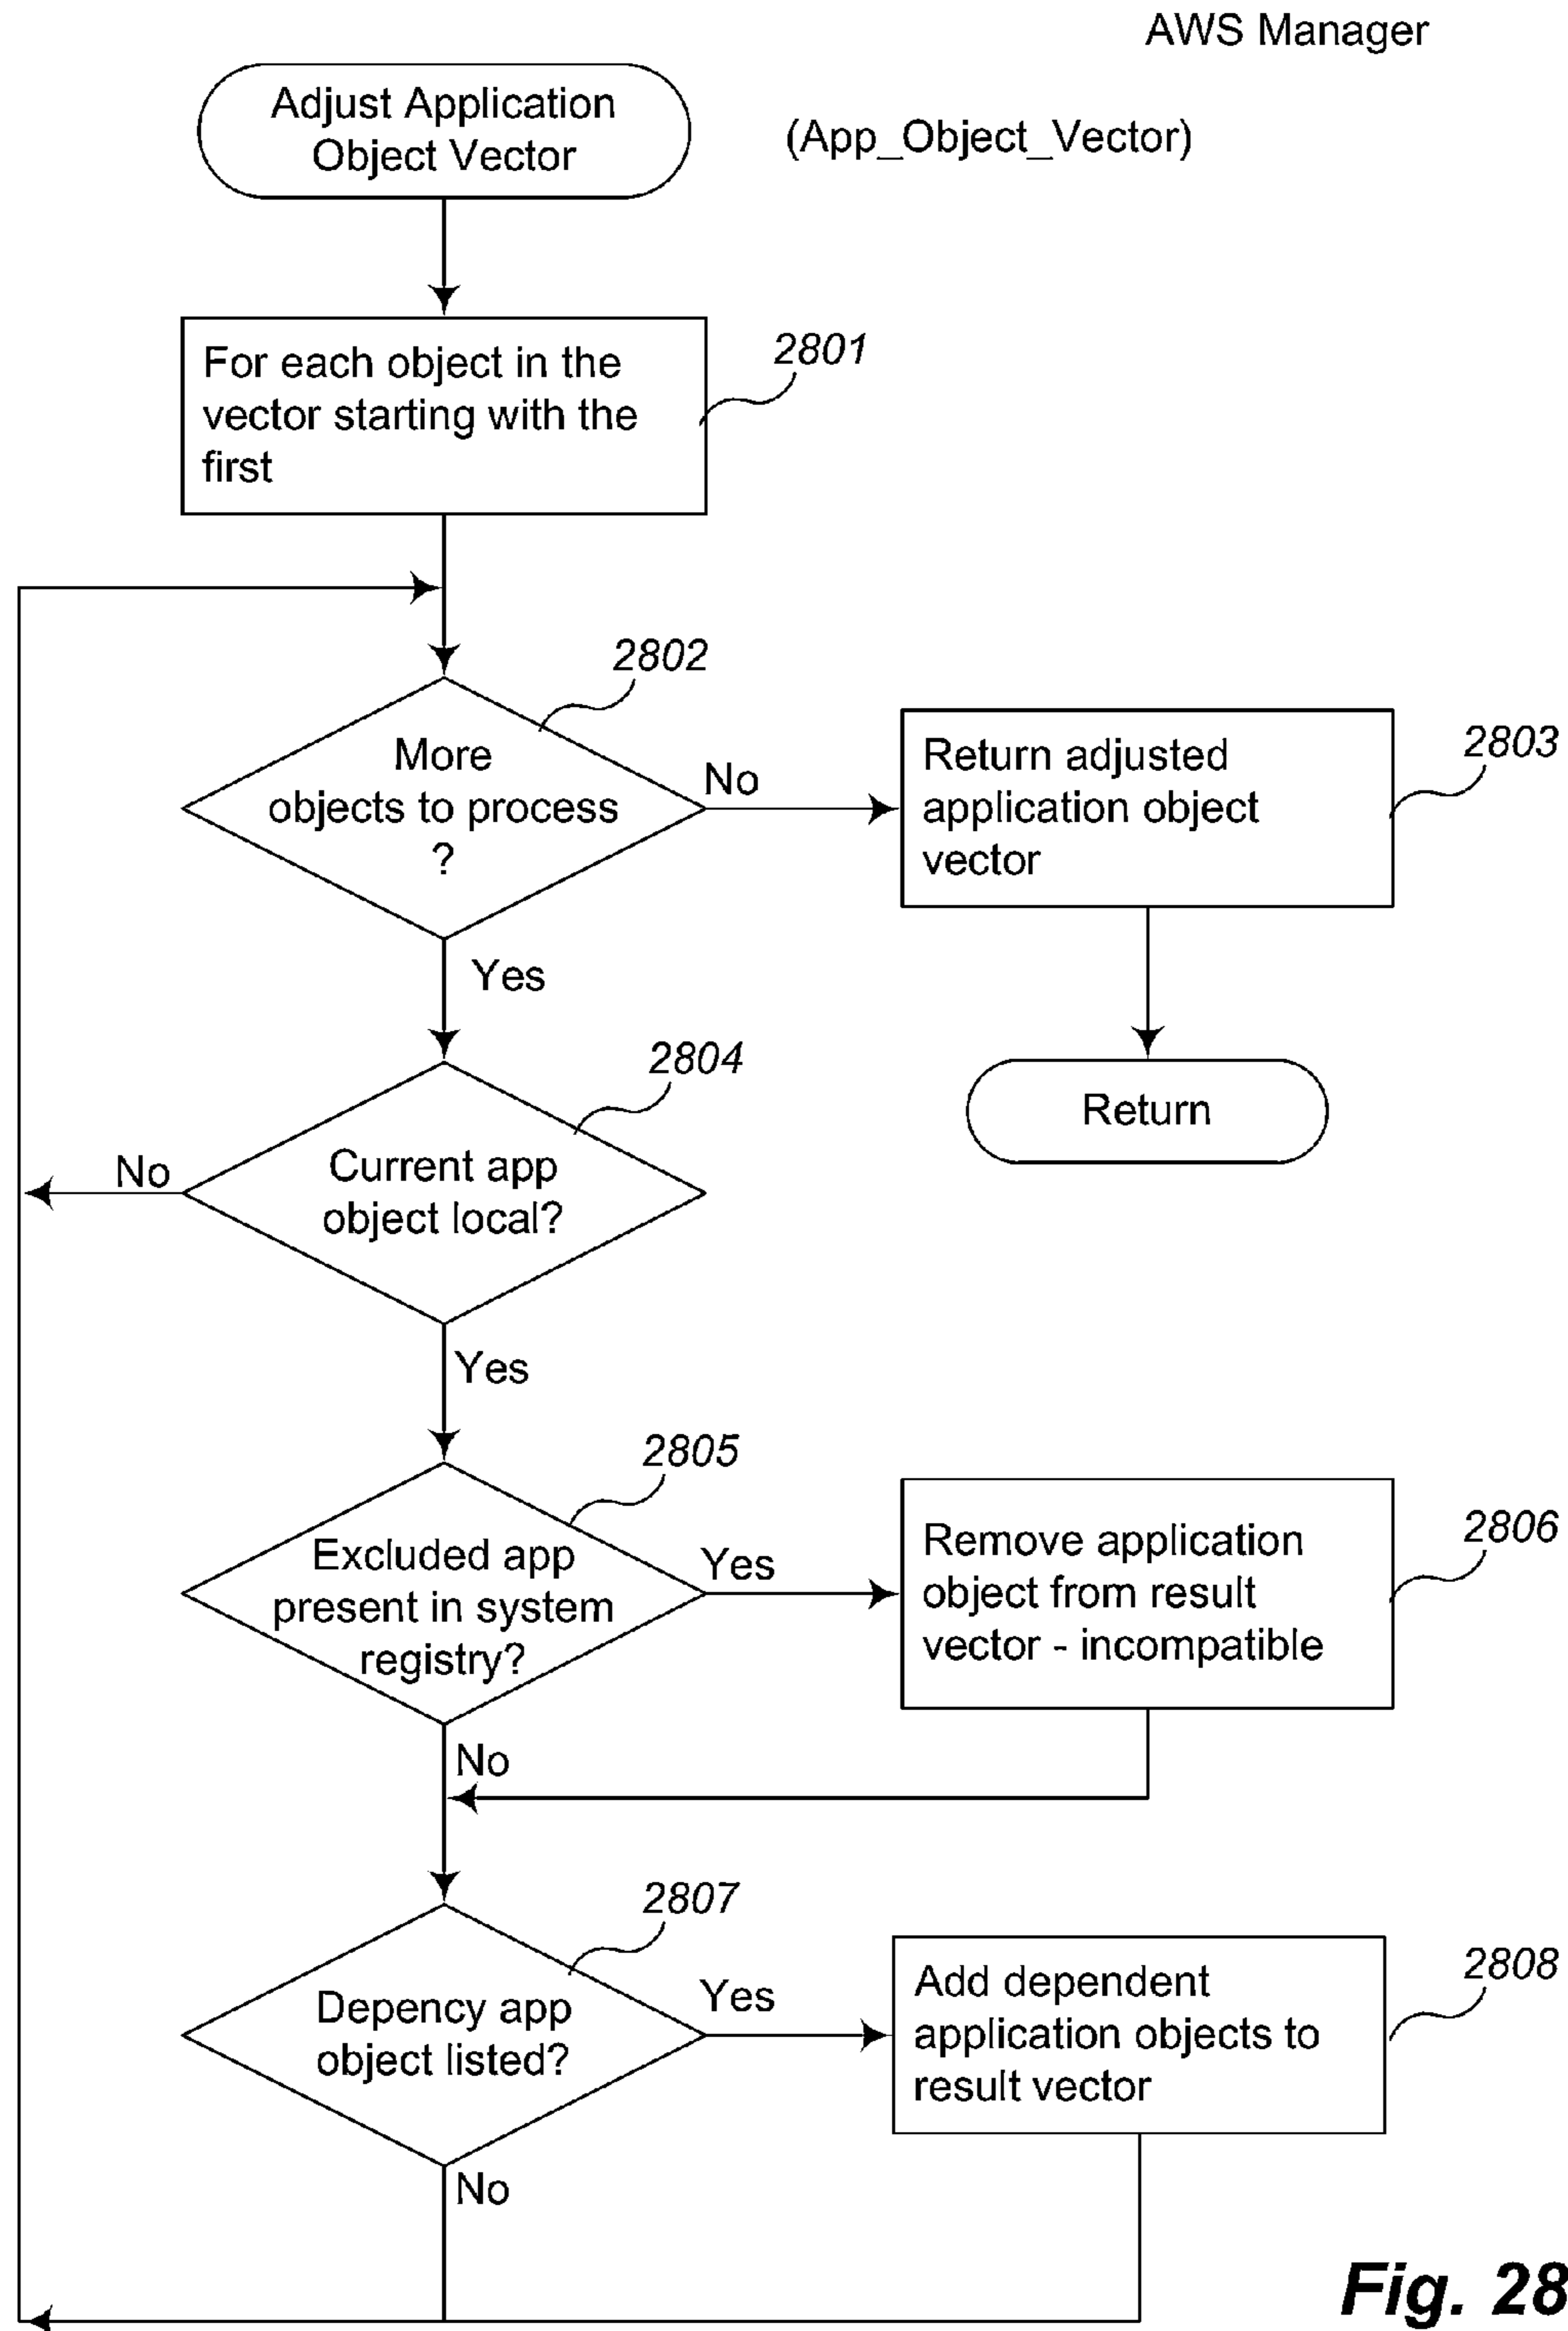 AWS Manager
Adjust Application
Object Vector
(App_Object_Vector)
For each object in the
vector starting with the
first
2801
2802
More
objects to process
?
No
Return adjusted
application object
vector
2803
Yes
Return
2804
Current app
object local?
No
Yes
2805
Excluded app
present in system
registry?
Yes
Remove application
object from result
vector - incompatible
2806
No
2807
Depency app
object listed?
Yes
Add dependent
application objects to
result vector
2808
No
Fig. 28